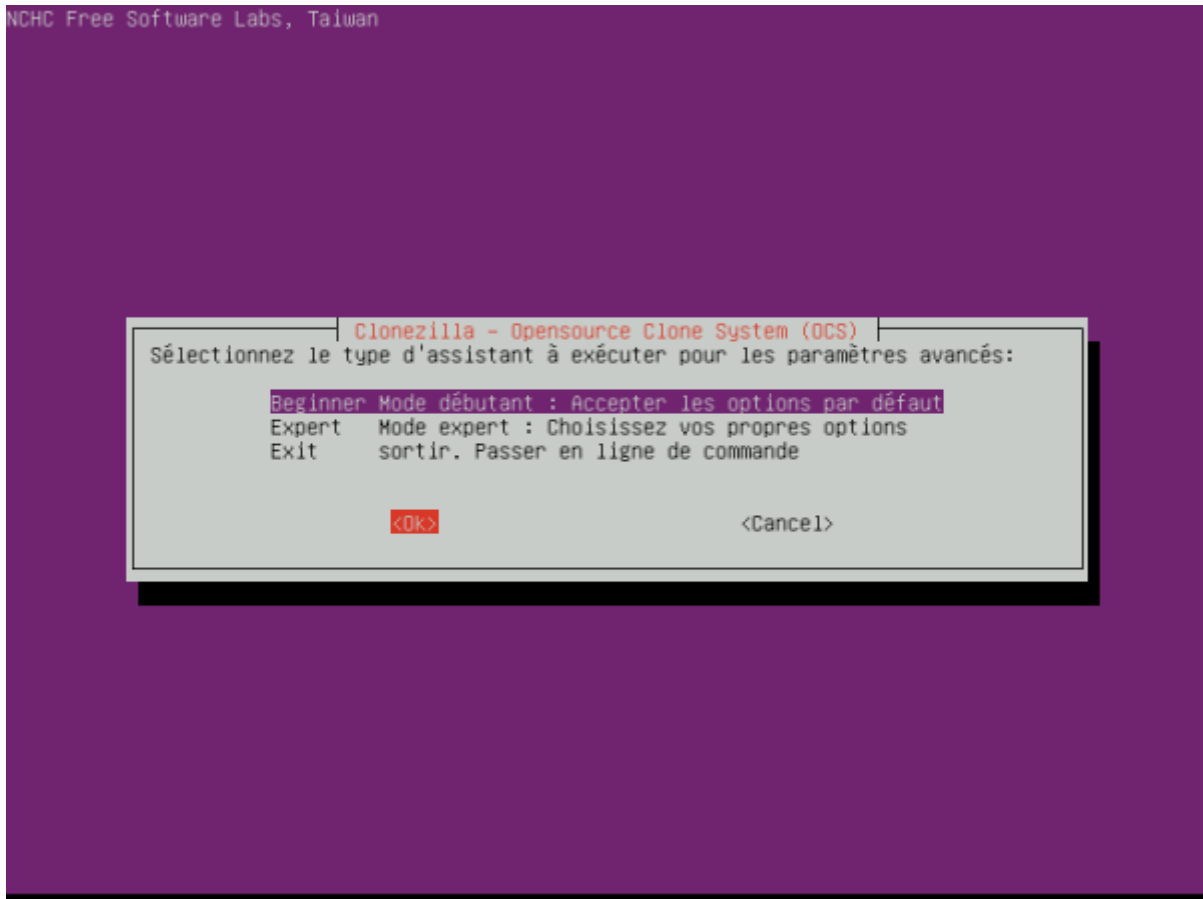 NCHC Free Software Labs, Taiwan
Clonezilla - Opensource Clone System (OCS)
Sélectionnez le type d'assistant à exécuter pour les paramètres avancés:
Beginner Mode débutant : Accepter les options par défaut
Expert Mode expert : Choisissez vos propres options
Exit sortir. Passer en ligne de commande
<Ok> <Cancel>